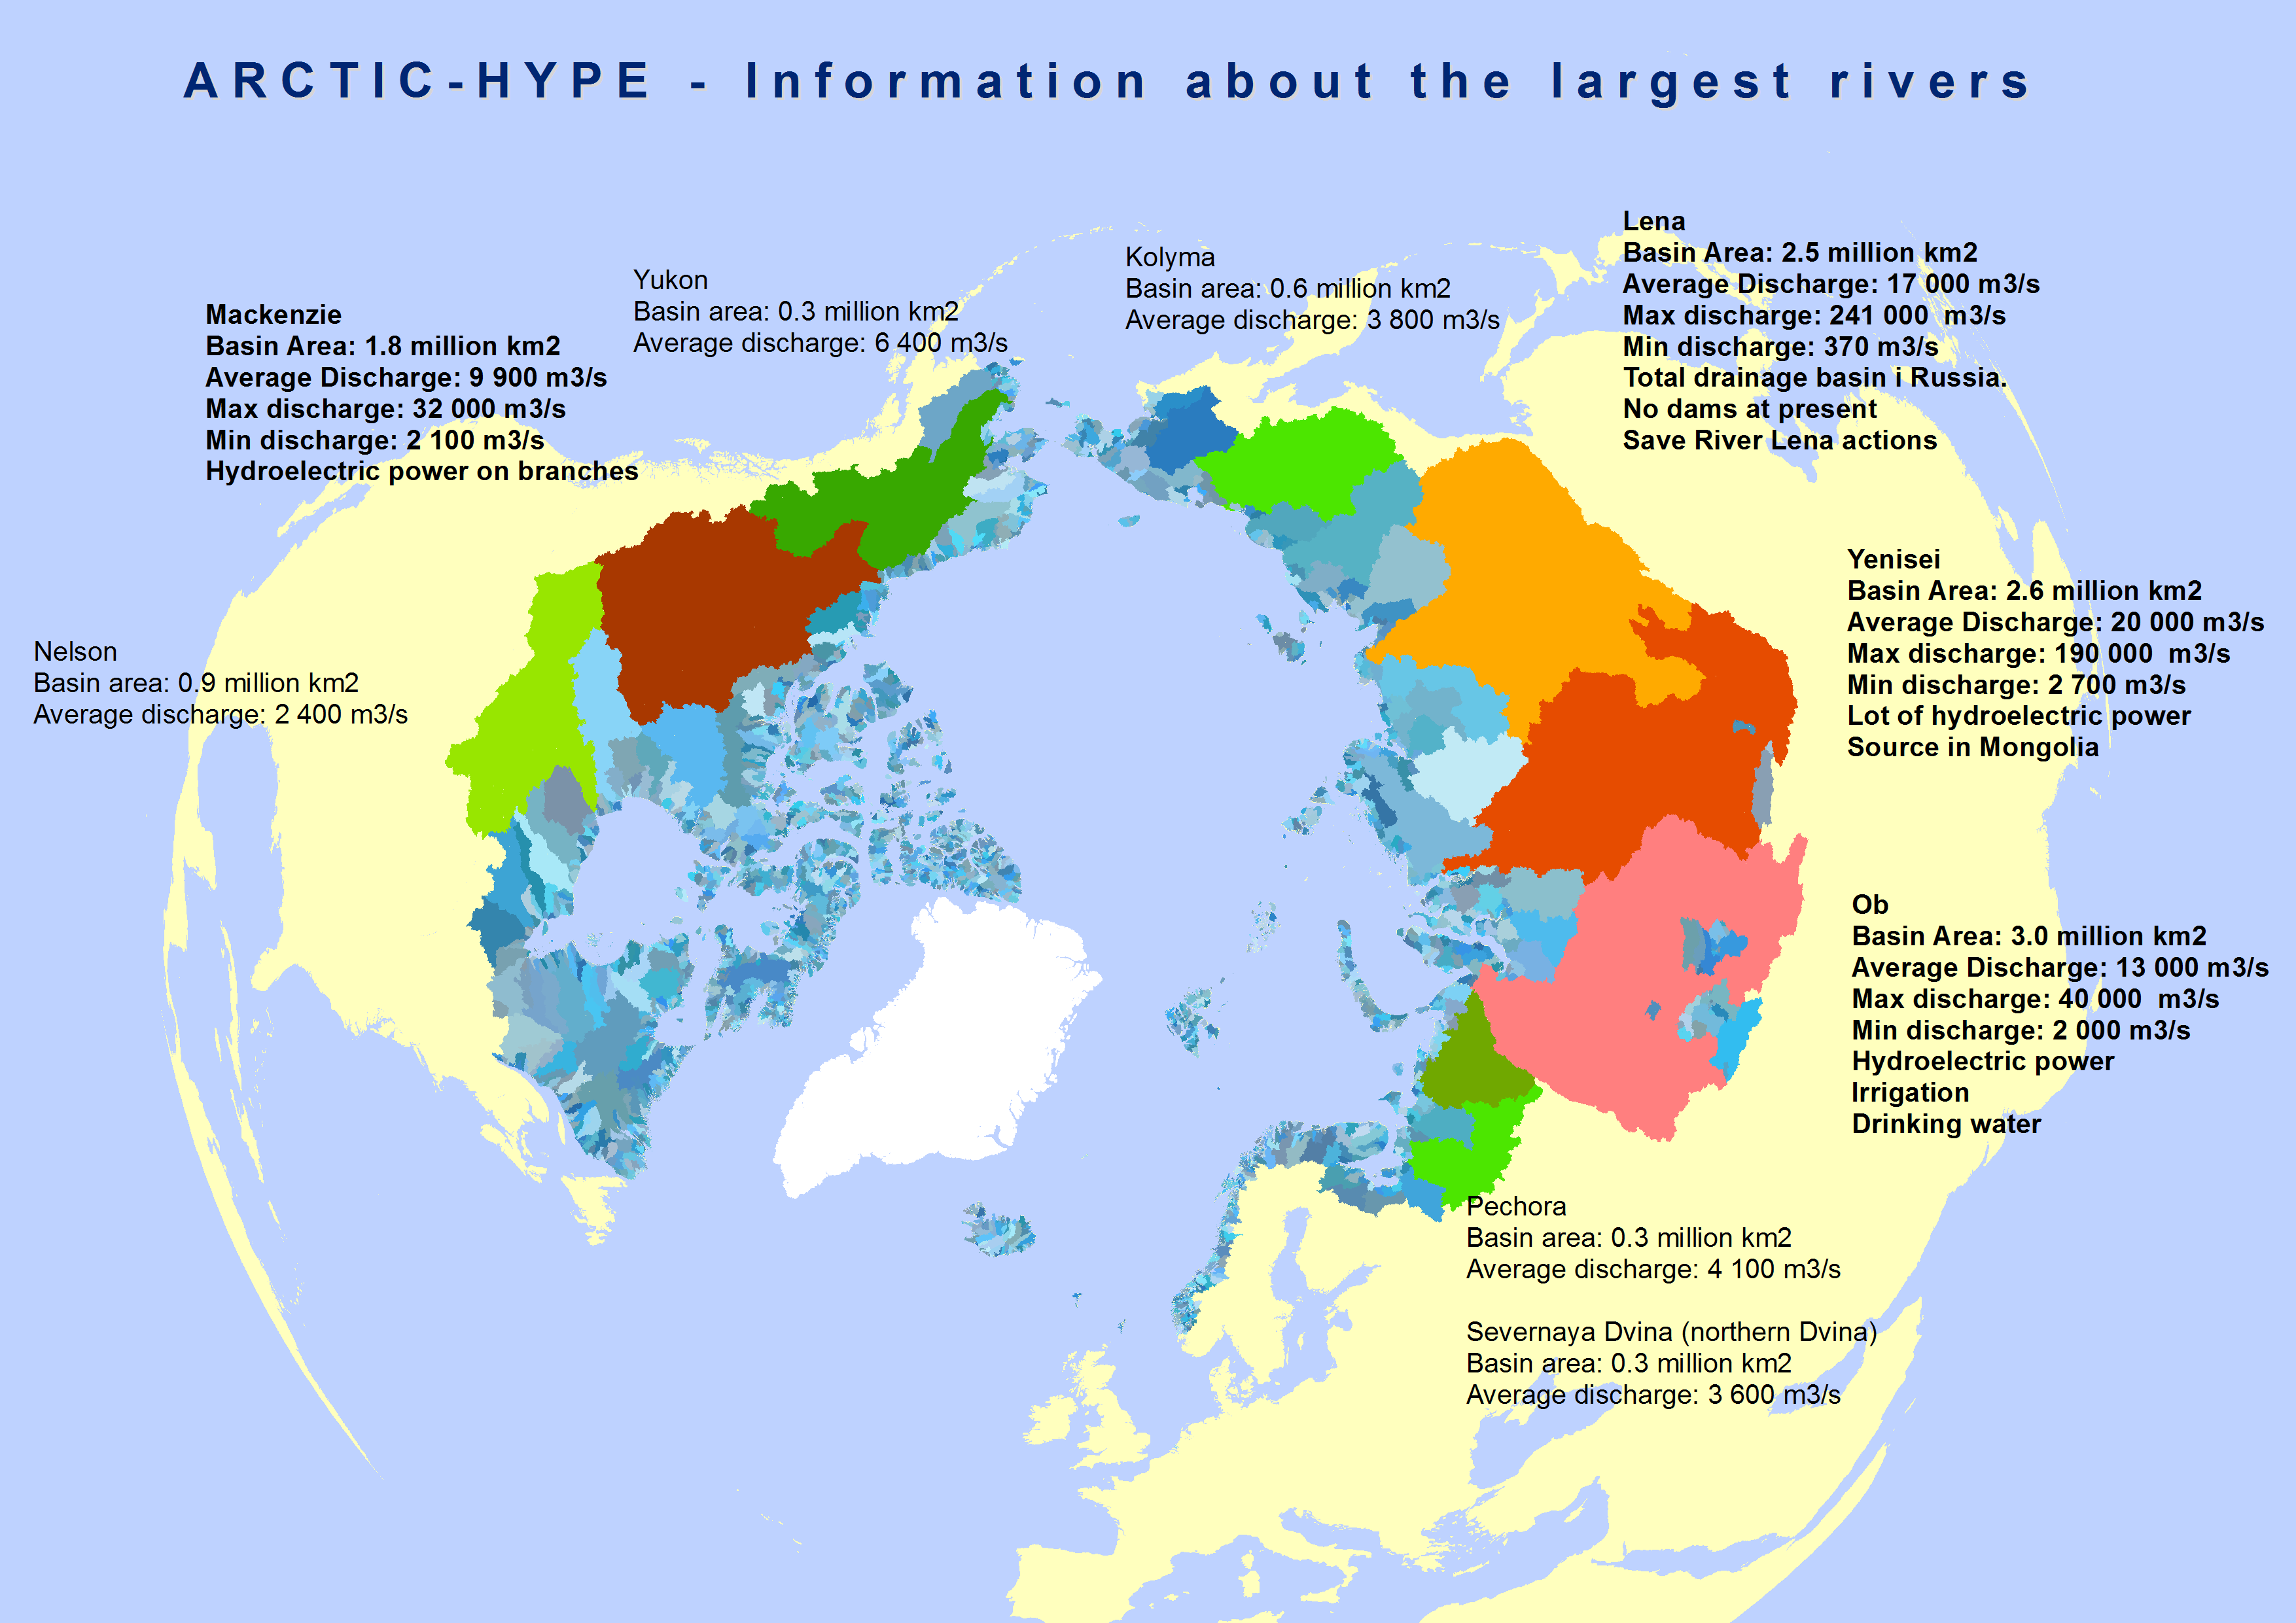 ARCTIC-HYPE - Information about the largest rivers
Lena
Basin Area: 2.5 million km2
Average Discharge: 17 000 m3/s
Max discharge: 241 000  m3/s
Min discharge: 370 m3/s
Total drainage basin i Russia.
No dams at present
Save River Lena actions
Kolyma
Basin area: 0.6 million km2
Average discharge: 3 800 m3/s
Yukon
Basin area: 0.3 million km2
Average discharge: 6 400 m3/s
Mackenzie
Basin Area: 1.8 million km2
Average Discharge: 9 900 m3/s
Max discharge: 32 000 m3/s
Min discharge: 2 100 m3/s
Hydroelectric power on branches
Yenisei
Basin Area: 2.6 million km2
Average Discharge: 20 000 m3/s
Max discharge: 190 000  m3/s
Min discharge: 2 700 m3/s
Lot of hydroelectric power
Source in Mongolia
Nelson
Basin area: 0.9 million km2
Average discharge: 2 400 m3/s
Ob
Basin Area: 3.0 million km2
Average Discharge: 13 000 m3/s
Max discharge: 40 000  m3/s
Min discharge: 2 000 m3/s
Hydroelectric power
Irrigation
Drinking water
Pechora
Basin area: 0.3 million km2
Average discharge: 4 100 m3/s
Severnaya Dvina (northern Dvina)
Basin area: 0.3 million km2
Average discharge: 3 600 m3/s